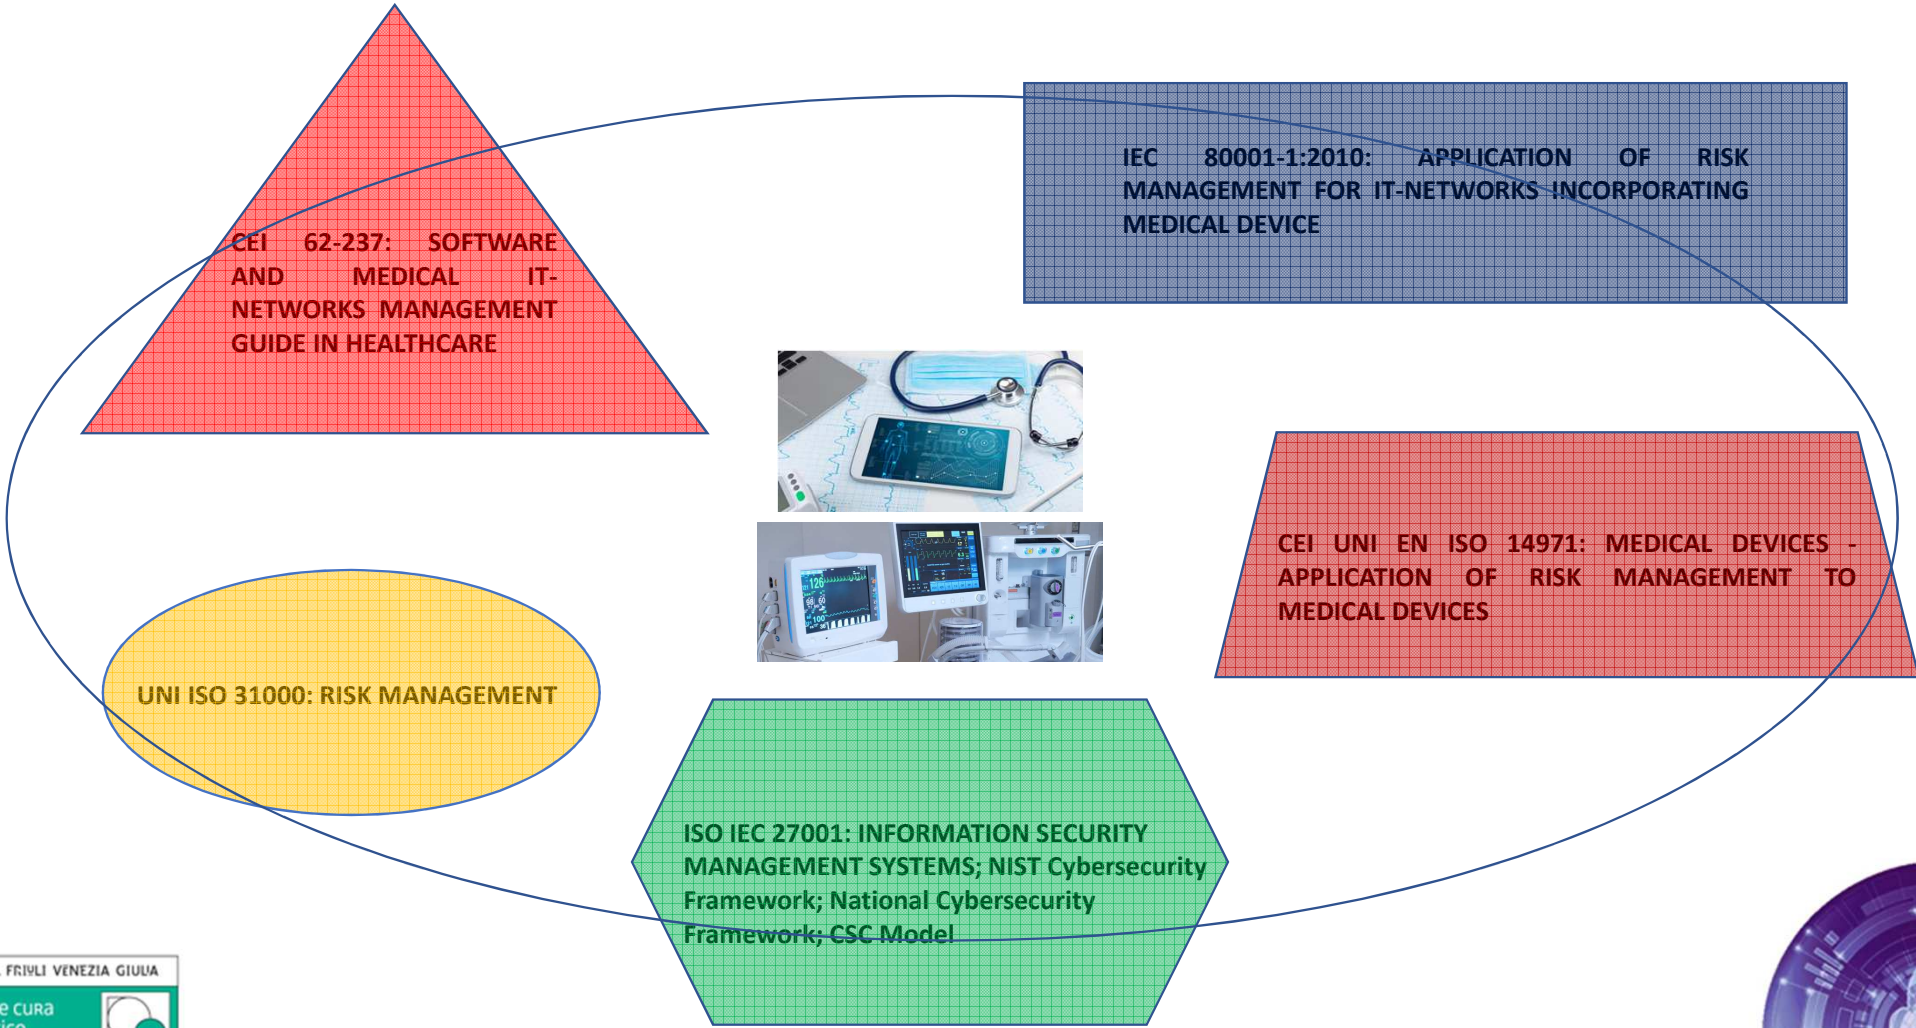 CEI 62-237: SOFTWARE
AND MEDICAL IT-
NETWORKS MANAGEMENT
GUIDE IN HEALTHCARE
IEC 80001-1:2010: APPLICATION OF RISK
MANAGEMENT FOR IT-NETWORKS INCORPORATING
MEDICAL DEVICE
CEI UNI EN ISO 14971: MEDICAL DEVICES -
APPLICATION OF RISK MANAGEMENT TO
MEDICAL DEVICES
126
100
UNI ISO 31000: RISK MANAGEMENT
ISO IEC 27001: INFORMATION SECURITY
MANAGEMENT SYSTEMS; NIST Cybersecurity
Framework; National Cybersecurity
Framework; CSC Model
FRIULI VENEZIA GIULIA
e cura